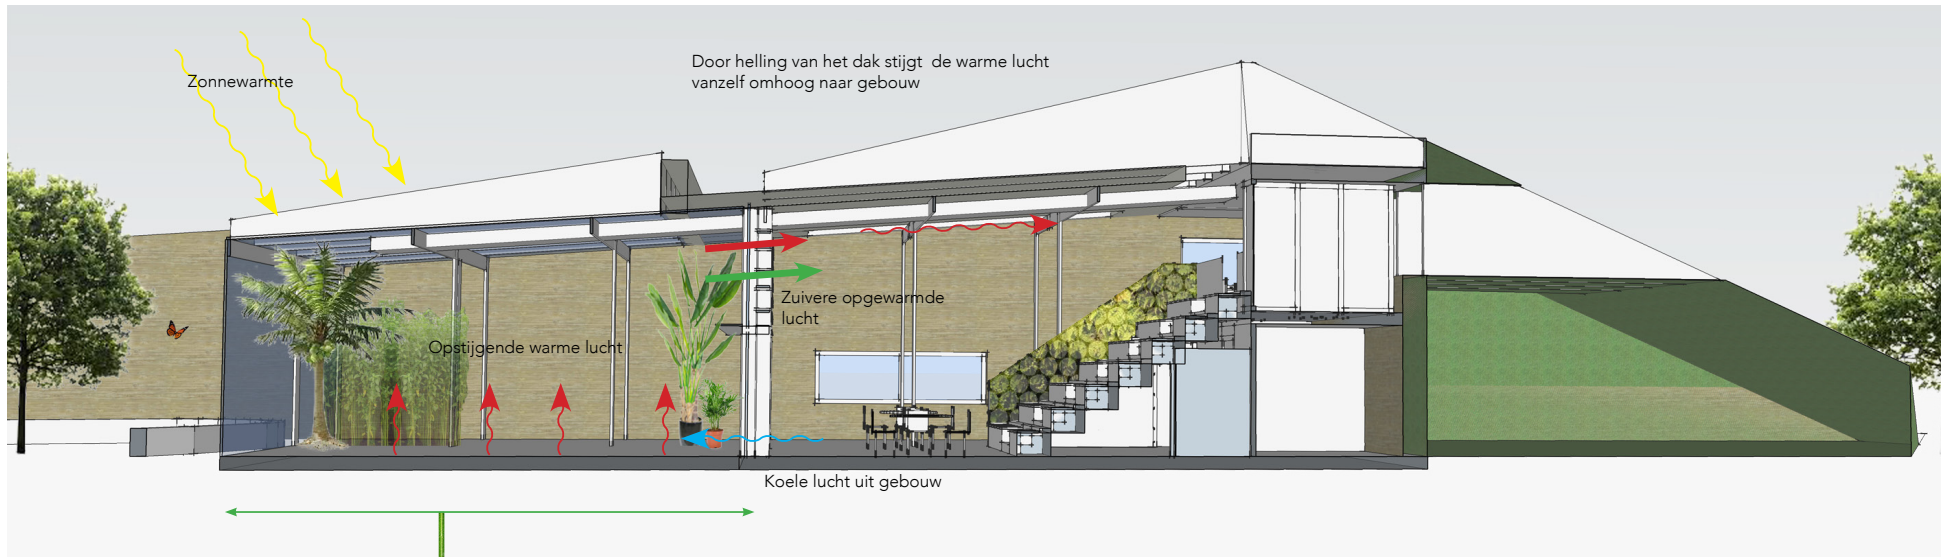 Zonnewarmte
Door helling van het dak stijgt de warme lucht
vanzelf omhoog naar gebouw
Zuivere opgewarmde
lucht
Opstijgende warme lucht
Koele lucht uit gebouw